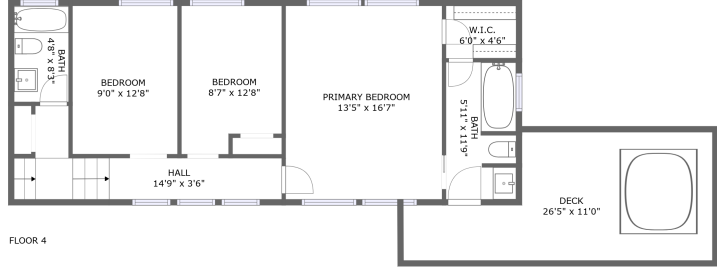 BATH
4'8" x 8'3"
BEDROOM
9'0" x 12'8"
BEDROOM
8'7" x 12'8"
PRIMARY BEDROOM
13'5" x 16'7"
W.I.C.
6'0" x 4'6"
BATH
5'11" x 11'9"
HALL
14'9" x 3'6"
DECK
26'5" x 11'0"
FLOOR 4